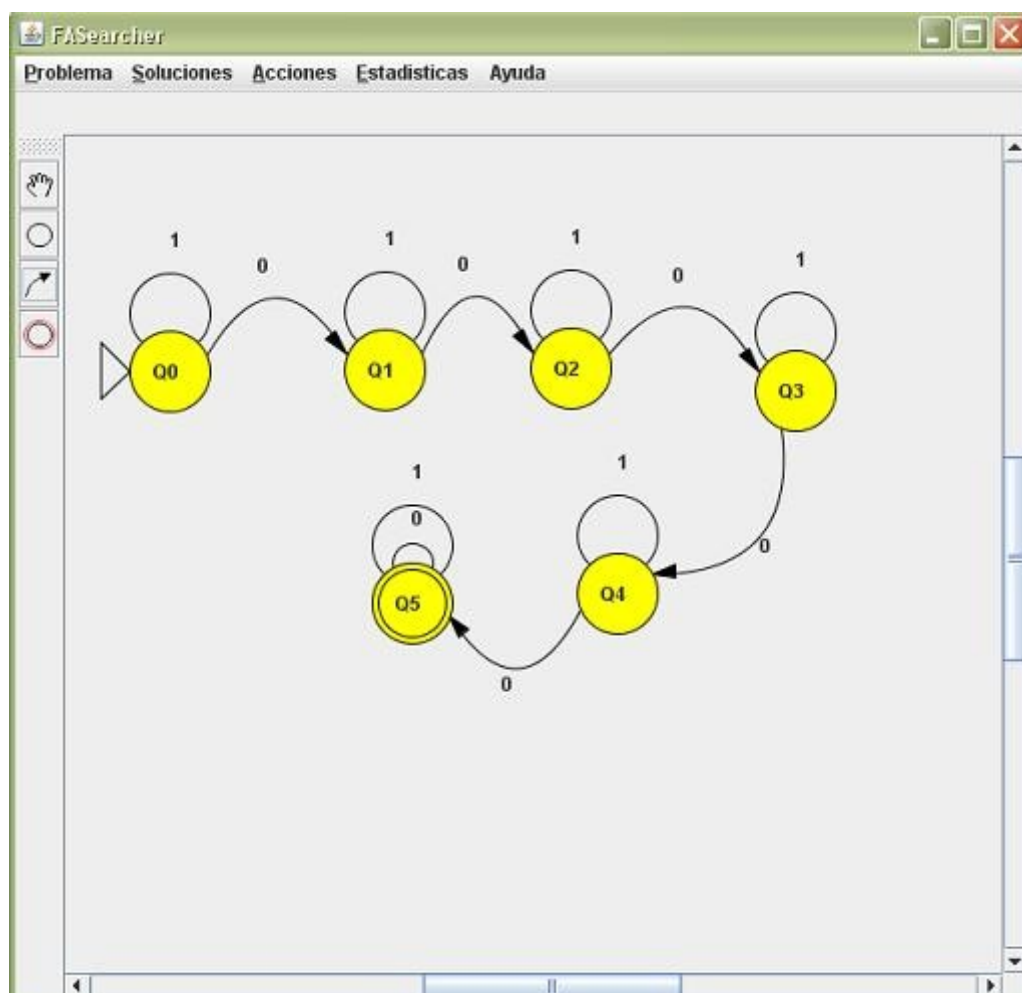 FASearcher
Problema Soluciones Acciones Estadisticas Ayuda
1 1 1 1
0 0 0
Q0 Q1 Q2 Q3
1 1
0
0
Q5 Q4
0